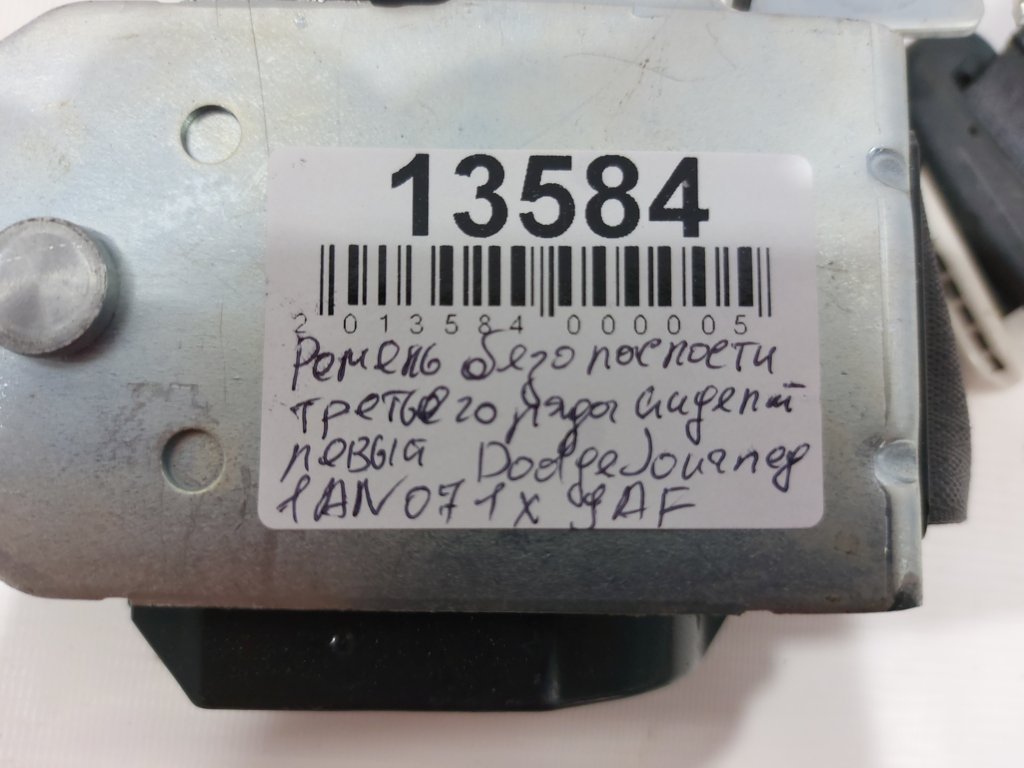 13584
2 013584 000005
Ремень безопасности
третьего ряда сидений
левый Dodge Journey
1AN071X9AF